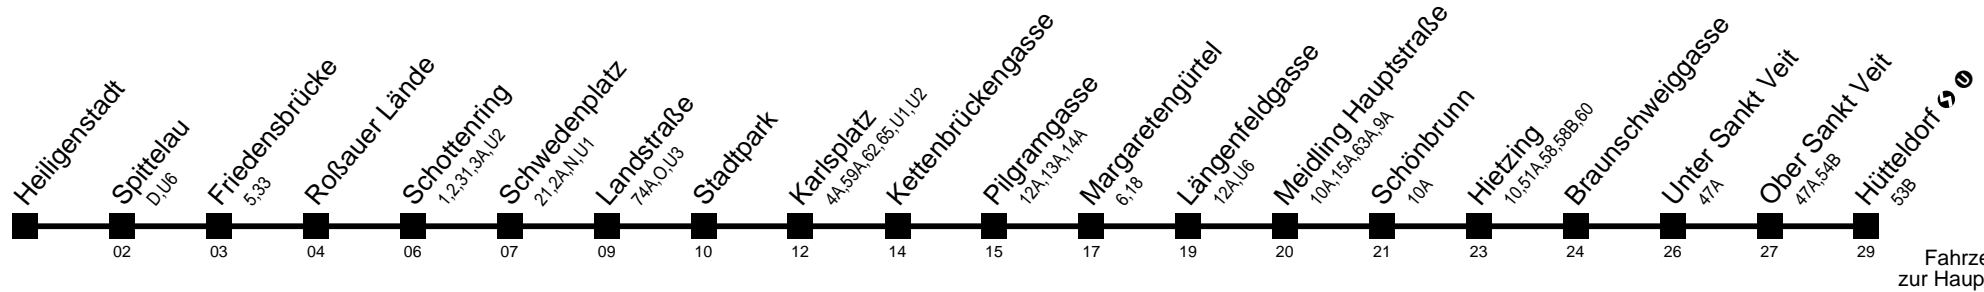 Heiligenstadt
Spittelau
D,U6
02
Friedensbrücke
5,33
03
Roßauer Lände
04
Schottenring
1,2,31,3A,U2
06
Schwedenplatz
21,2A,N,U1
07
Landstraße
74A,O,U3
09
Stadtpark
10
Karlsplatz
4A,59A,62,65,U1,U2
12
Kettenbrückengasse
14
Pilgramgasse
12A,13A,14A
15
Margaretengürtel
6,18
17
Längenfeldgasse
12A,U6
19
Meidling Hauptstraße
10A,15A,63A,9A
20
Schönbrunn
10A
21
Hietzing
10,51A,58,58B,60
23
Braunschweiggasse
24
Unter Sankt Veit
47A
26
Ober Sankt Veit
47A,54B
27
Hütteldorf S U
53B
29
Fahrze
zur Haup